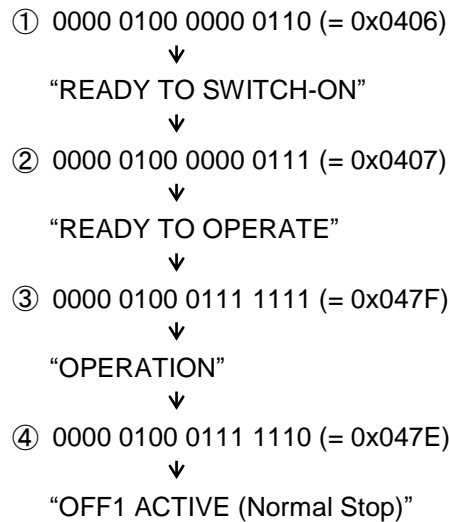 ① 0000 0100 0000 0110 (= 0x0406)
“READY TO SWITCH-ON”
② 0000 0100 0000 0111 (= 0x0407)
“READY TO OPERATE”
③ 0000 0100 0111 1111 (= 0x047F)
“OPERATION”
④ 0000 0100 0111 1110 (= 0x047E)
“OFF1 ACTIVE (Normal Stop)”